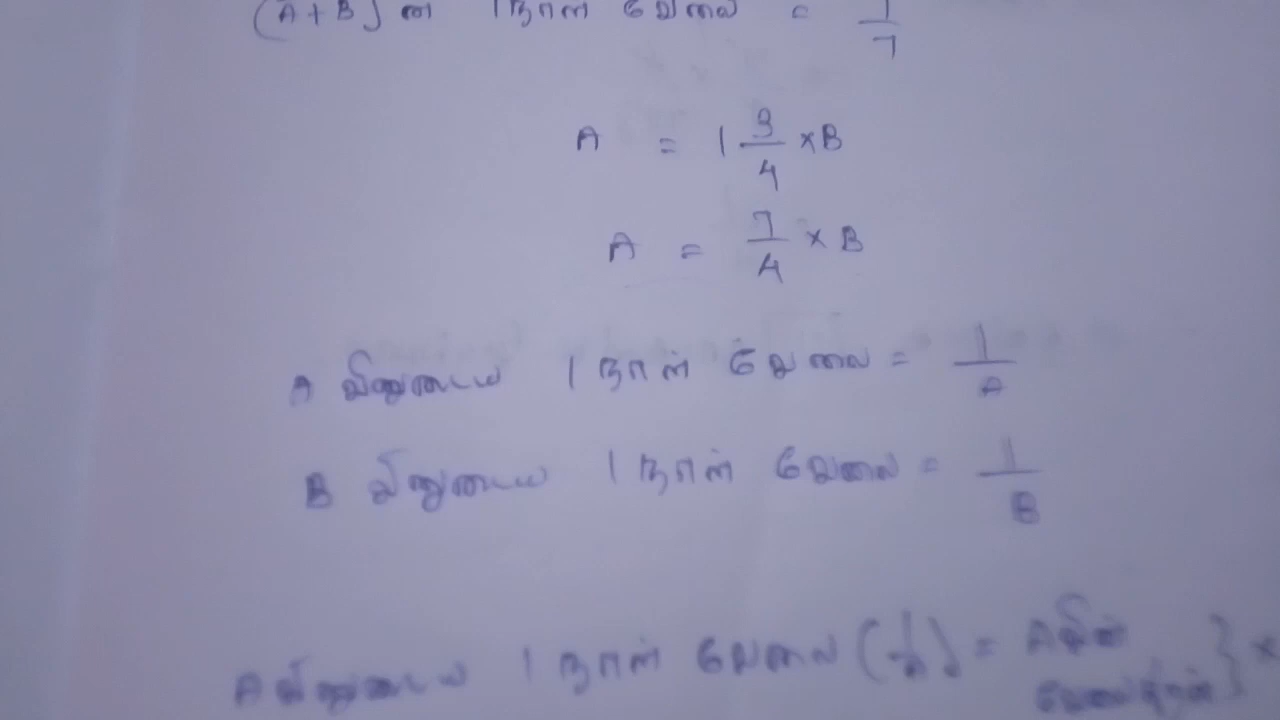 (A+B) ன் 1 நாள் வேலை = 1/7
A = 1 3/4 × B
A = 7/4 × B
A யினுடைய 1 நாள் வேலை = 1/A
B யினுடைய 1 நாள் வேலை = 1/B
A யினுடைய 1 நாள் வேலை (1/A) = A யின் } ×